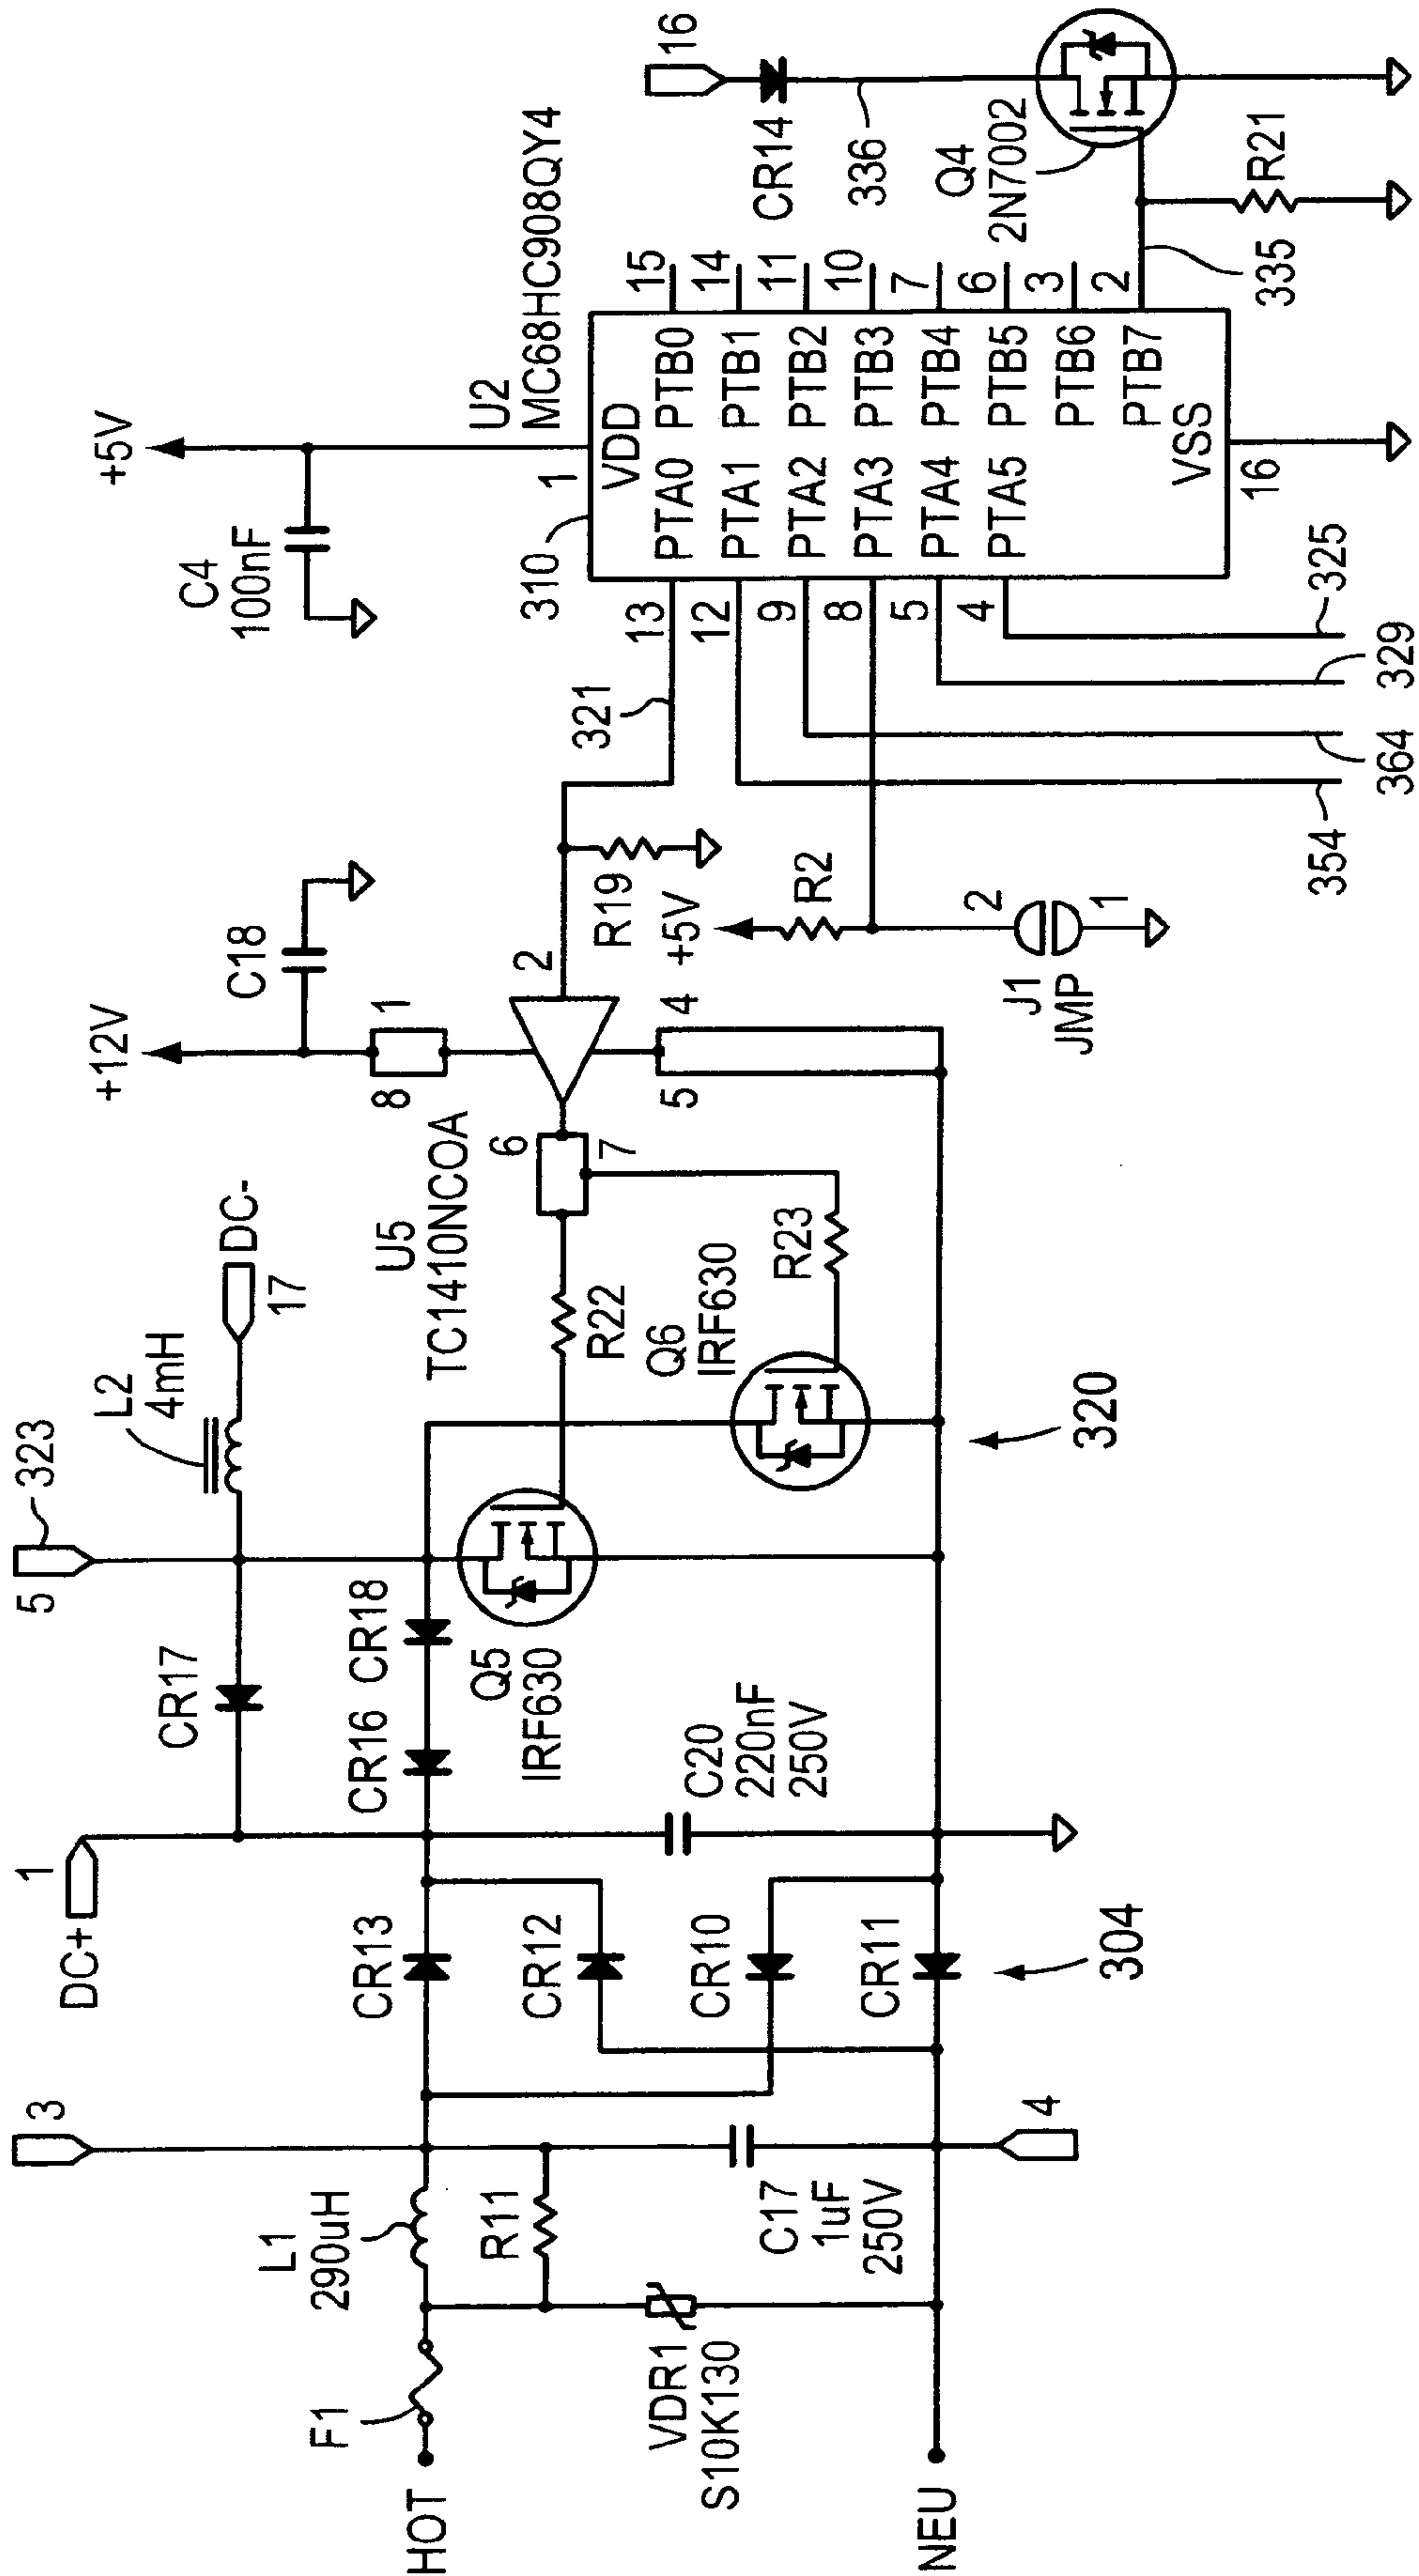 HOT
F1
L1
290uH
3
R11
VDR1
S10K130
C17
1uF
250V
4
NEU
DC+
1
CR13
CR12
CR10
CR11
304
CR17
5
323
L2
4mH
DC-
17
CR16
CR18
Q5
IRF630
C20
220nF
250V
Q6
IRF630
R22
R23
320
U5
TC1410NCOA
+12V
C18
8
1
6
7
2
4
5
R19
321
+5V
R2
J1
JMP
2
1
+5V
C4
100nF
310
1
U2
MC68HC908QY4
VDD
13
PTA0
PTB0
15
12
PTA1
PTB1
14
9
PTA2
PTB2
11
8
PTA3
PTB3
10
5
PTA4
PTB4
7
4
PTA5
PTB5
6
PTB6
3
PTB7
2
VSS
16
354
364
329
325
16
CR14
336
Q4
2N7002
R21
335